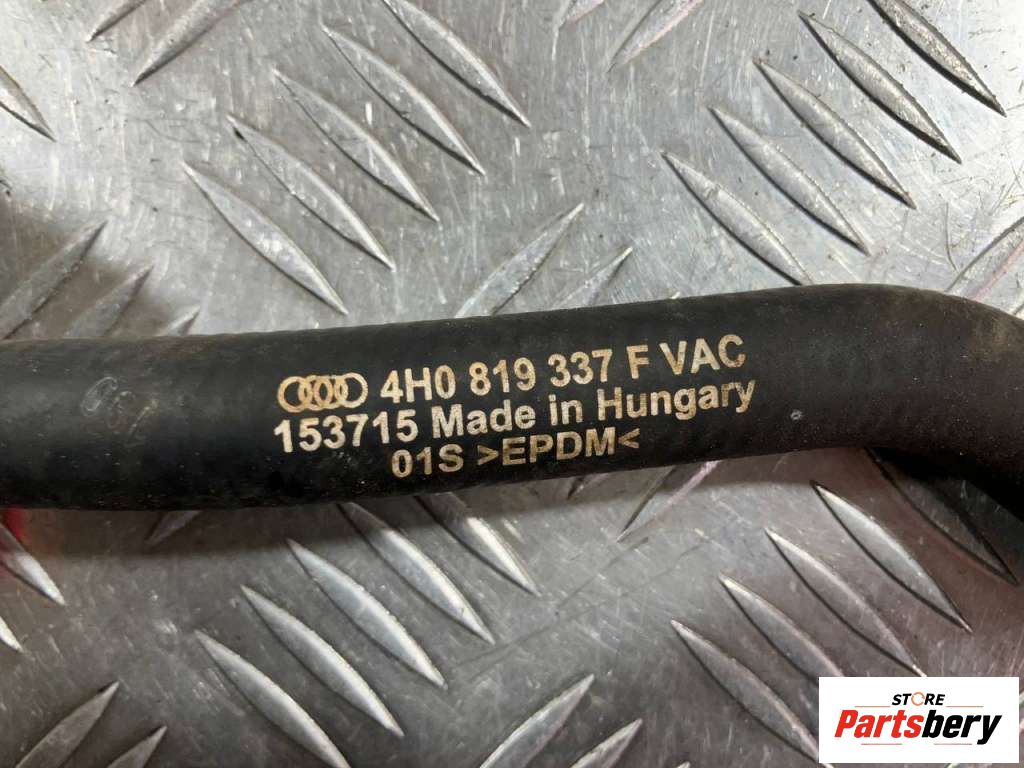 4H0 819 337 F VAC
153715 Made in Hungary
01S >EPDM<
STORE
Partsbery